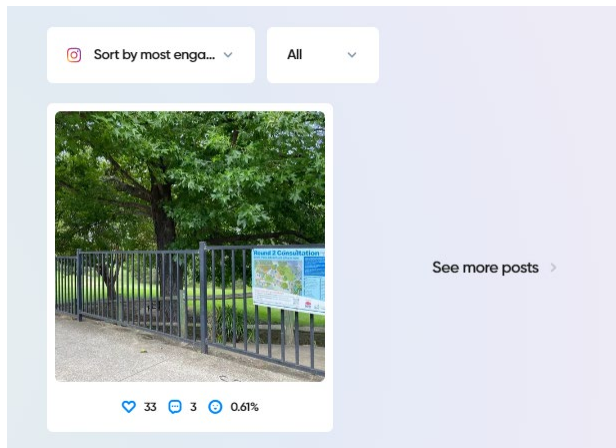 Sort by most enga...
All
Round 2 Consultation
See more posts
33
3
0.61%